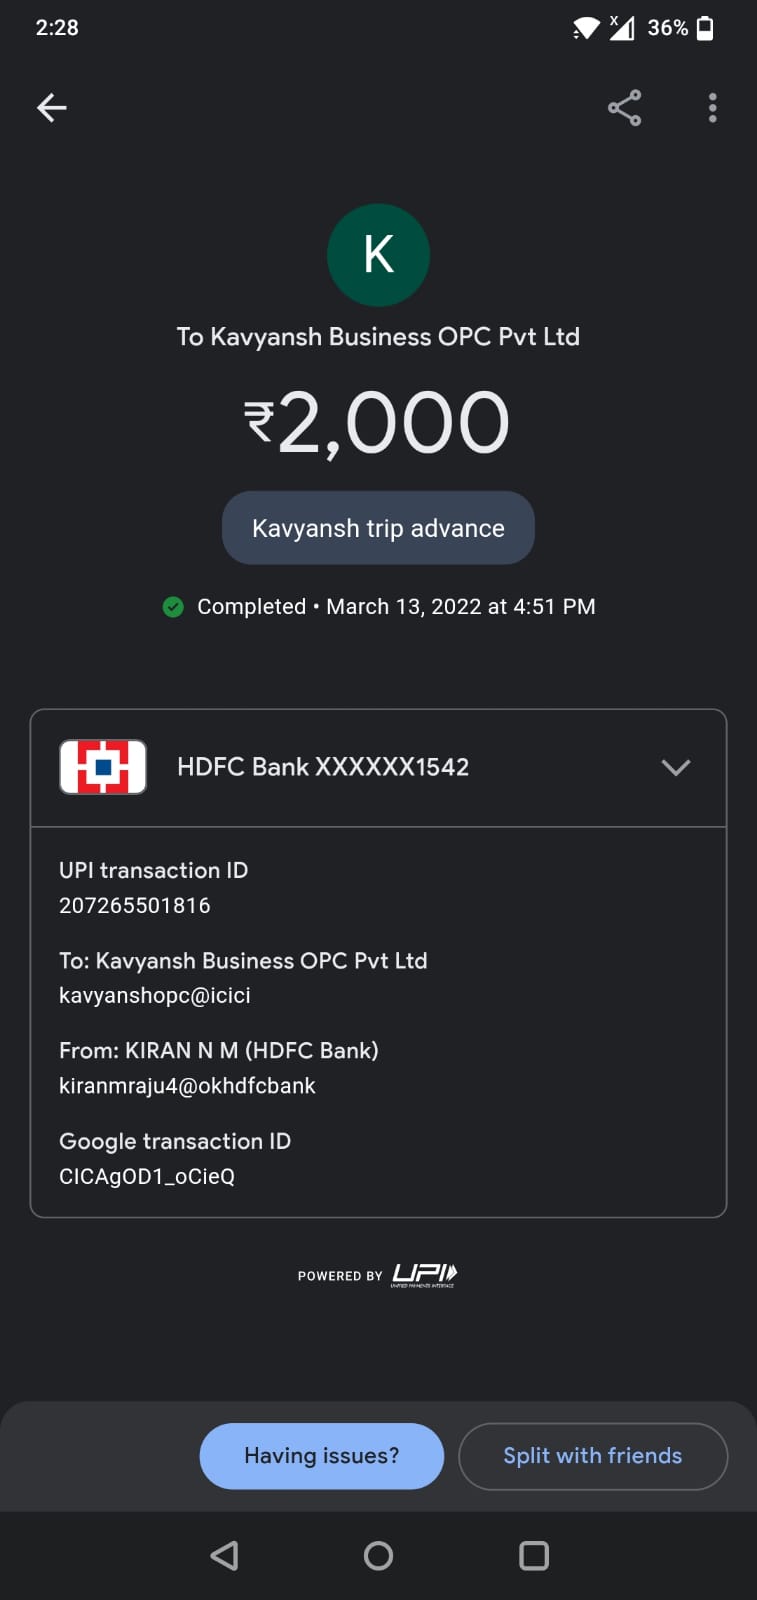 2:28
x
36%
K
To Kavyansh Business OPC Pvt Ltd
₹2,000
Kavyansh trip advance
Completed • March 13, 2022 at 4:51 PM
HDFC Bank XXXXXX1542
UPI transaction ID
207265501816
To: Kavyansh Business OPC Pvt Ltd
kavyanshopc@icici
From: KIRAN N M (HDFC Bank)
kiranmraju4@okhdfcbank
Google transaction ID
CICAgOD1_oCieQ
POWERED BY UPI
UNIFIED PAYMENTS INTERFACE
Having issues?
Split with friends